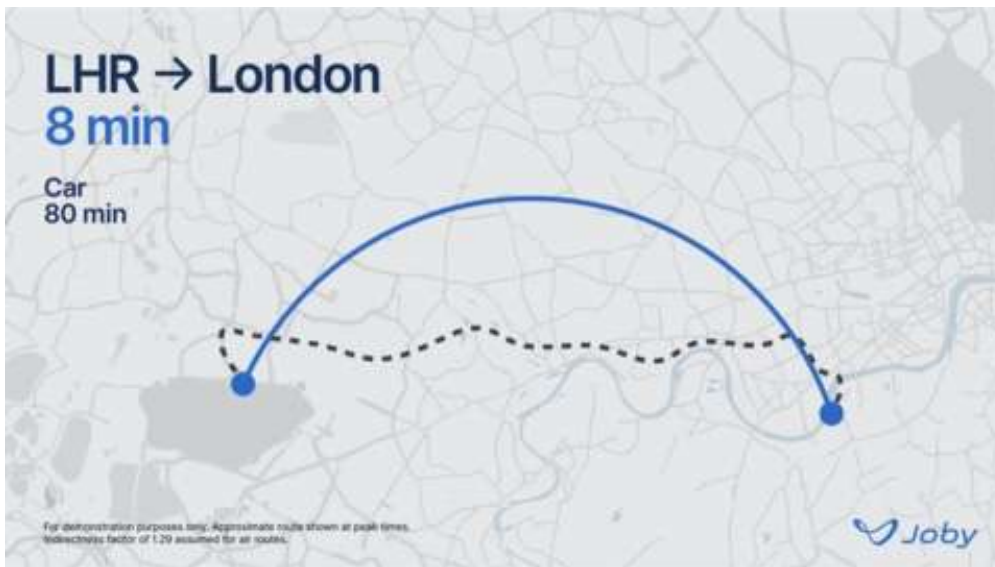 LHR → London
8 min
Car
80 min
For demonstration purposes only. Approximate route shown at peak times.
Indirectness factor of 1.29 assumed for air routes.
Joby